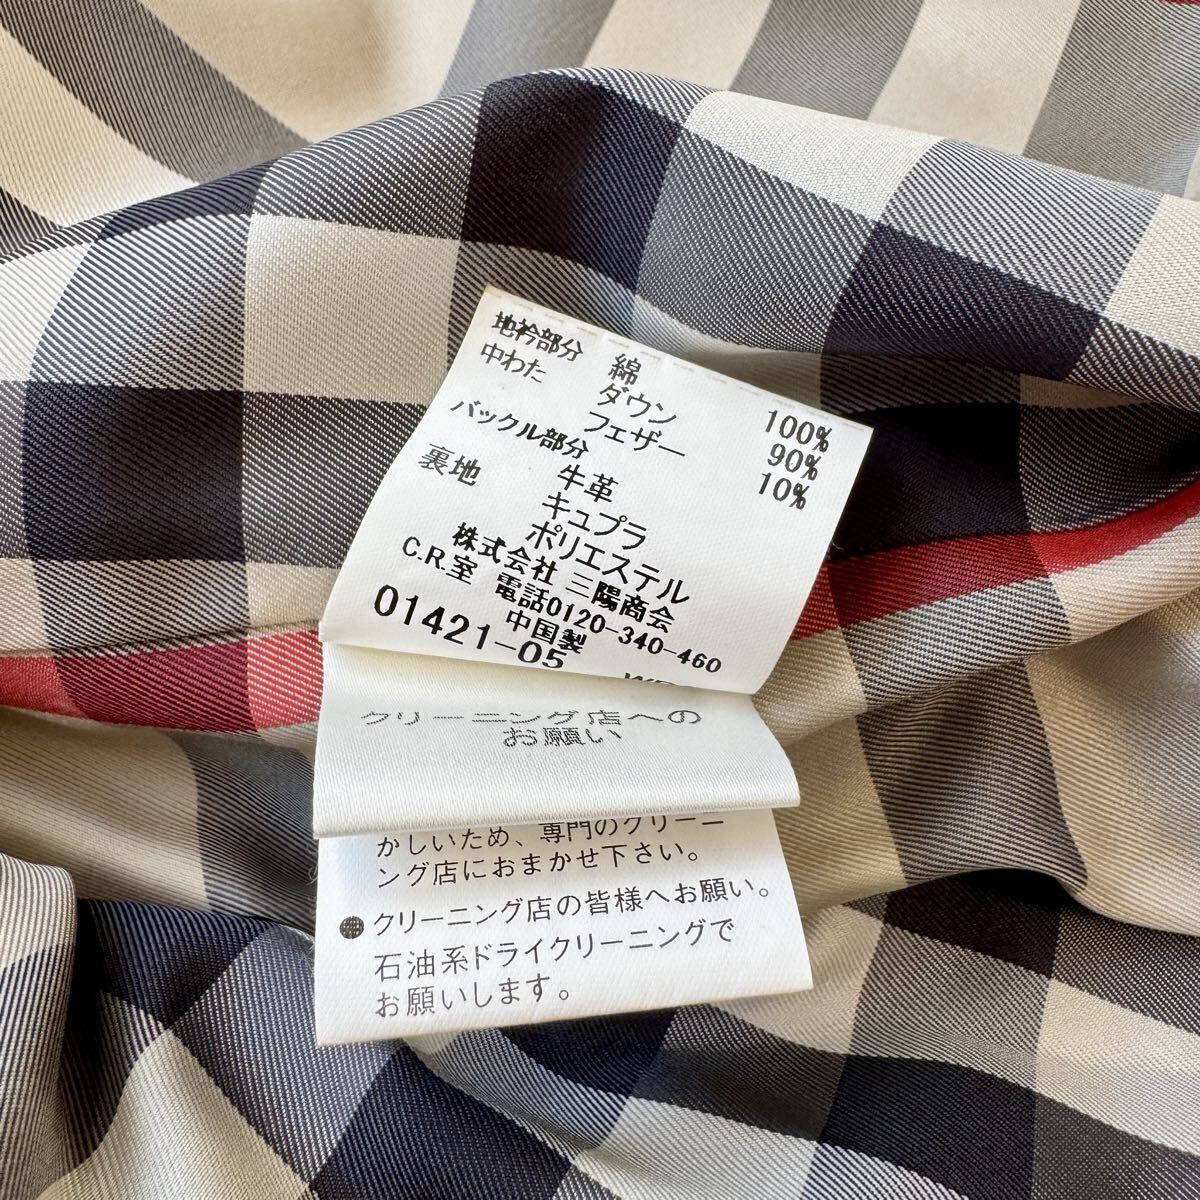 地衿部分 綿 100%
中わた ダウン 90%
フェザー 10%
バックル部分
牛革
裏地 キュプラ
ポリエステル
株式会社 三陽商会
C.R.室 電話0120-340-460
中国製
01421-05
クリーニング店への
お願い
かしいため、専門のクリーニ
ング店におまかせ下さい。
●クリーニング店の皆様へお願い。
石油系ドライクリーニングで
お願いします。